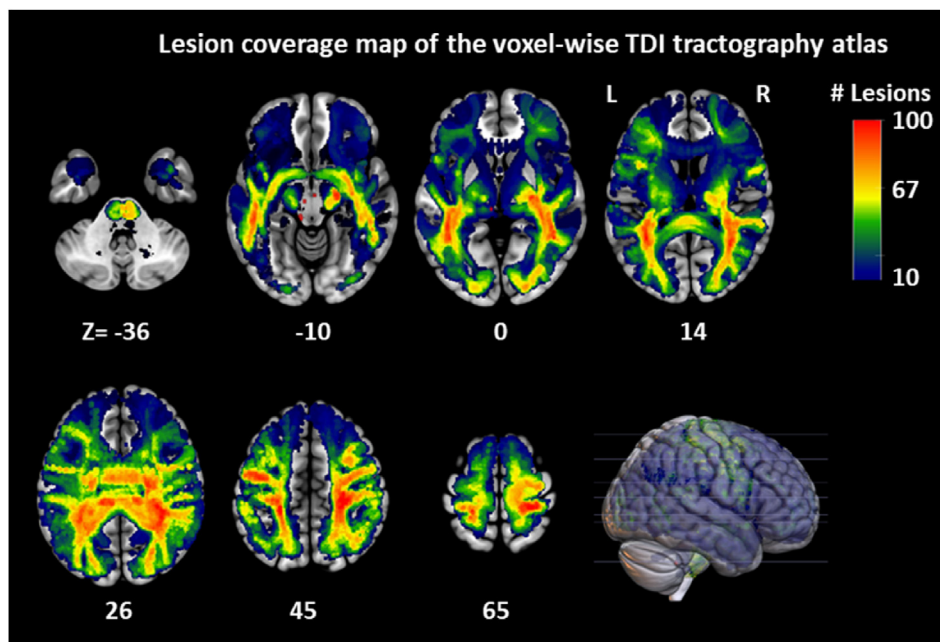 Lesion coverage map of the voxel-wise TDI tractography atlas
L R # Lesions
100
67
10
Z= -36 -10 0 14
26 45 65